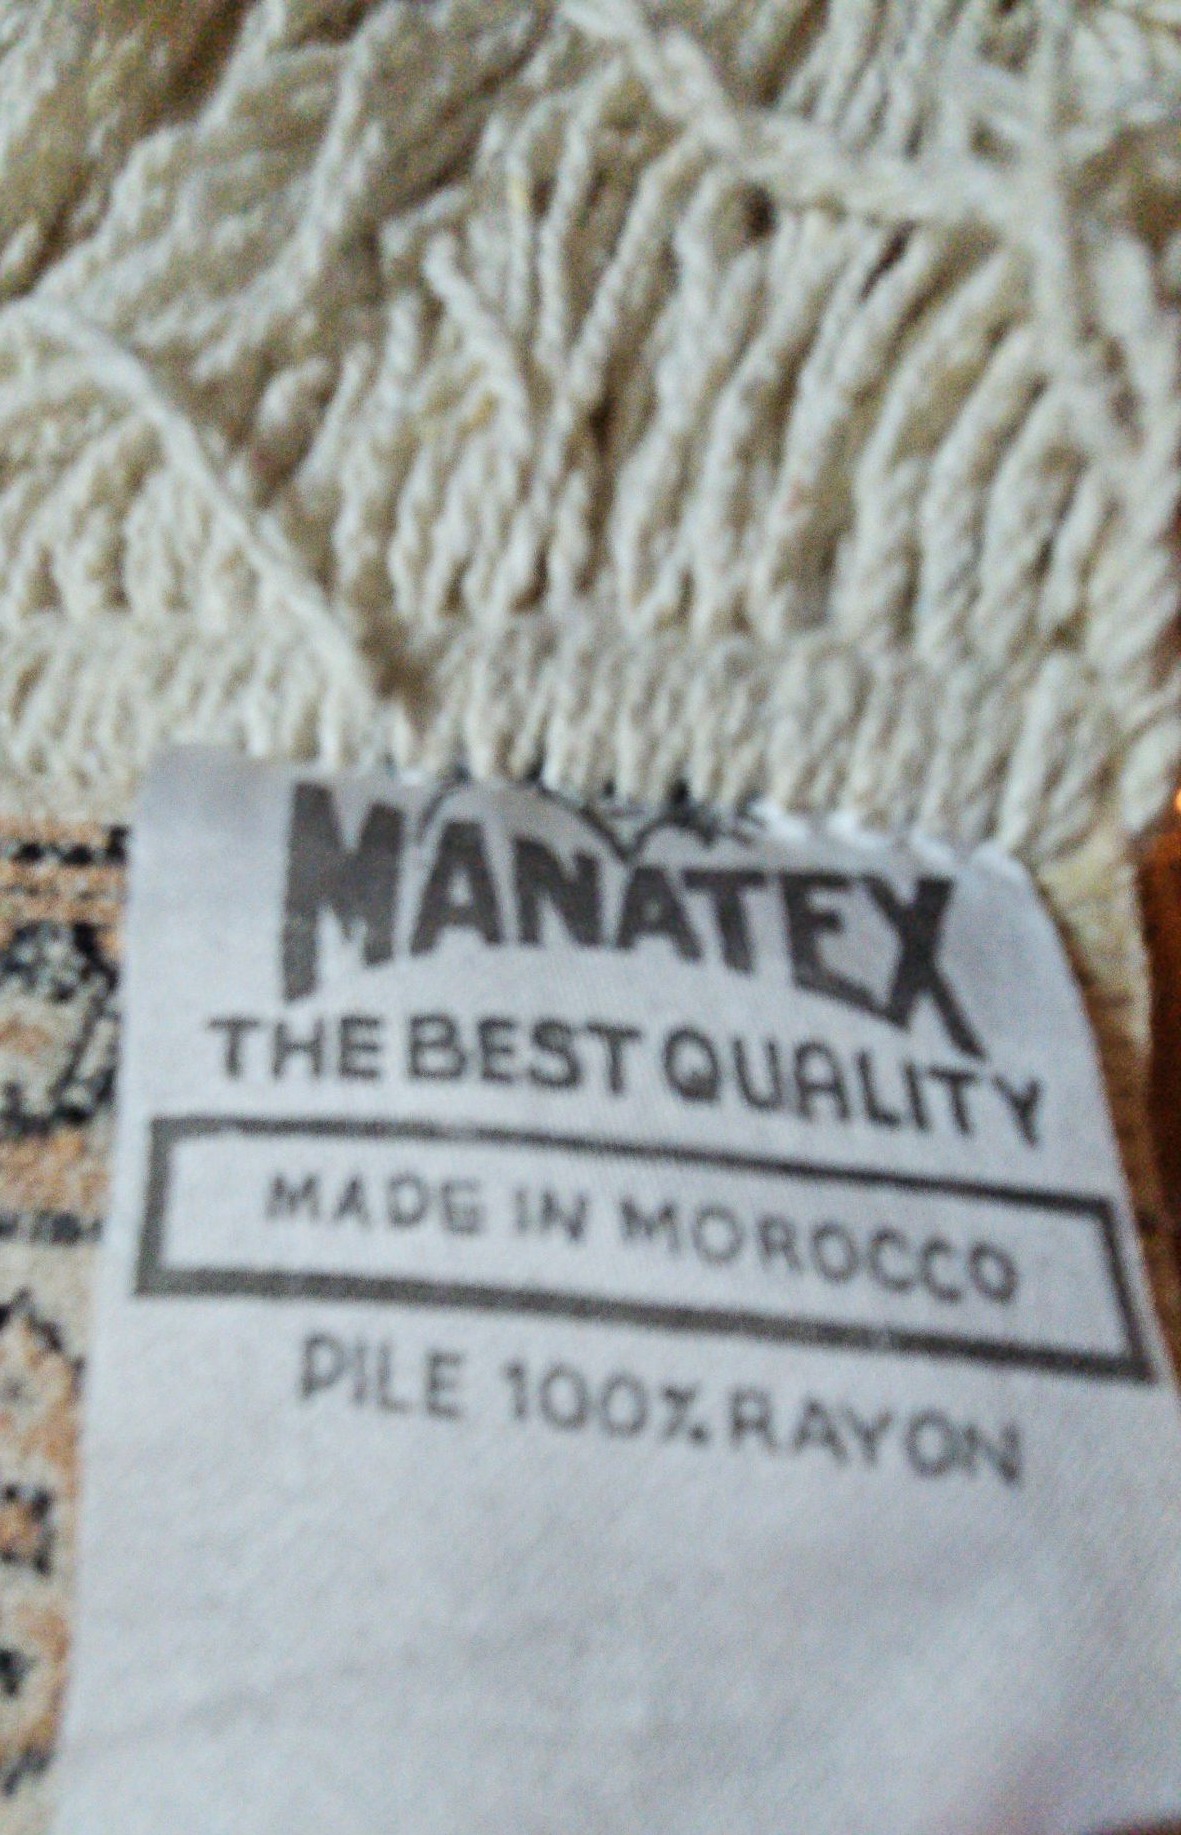 MANATEX
THE BEST QUALITY
MADE IN MOROCCO
PILE 100% RAYON